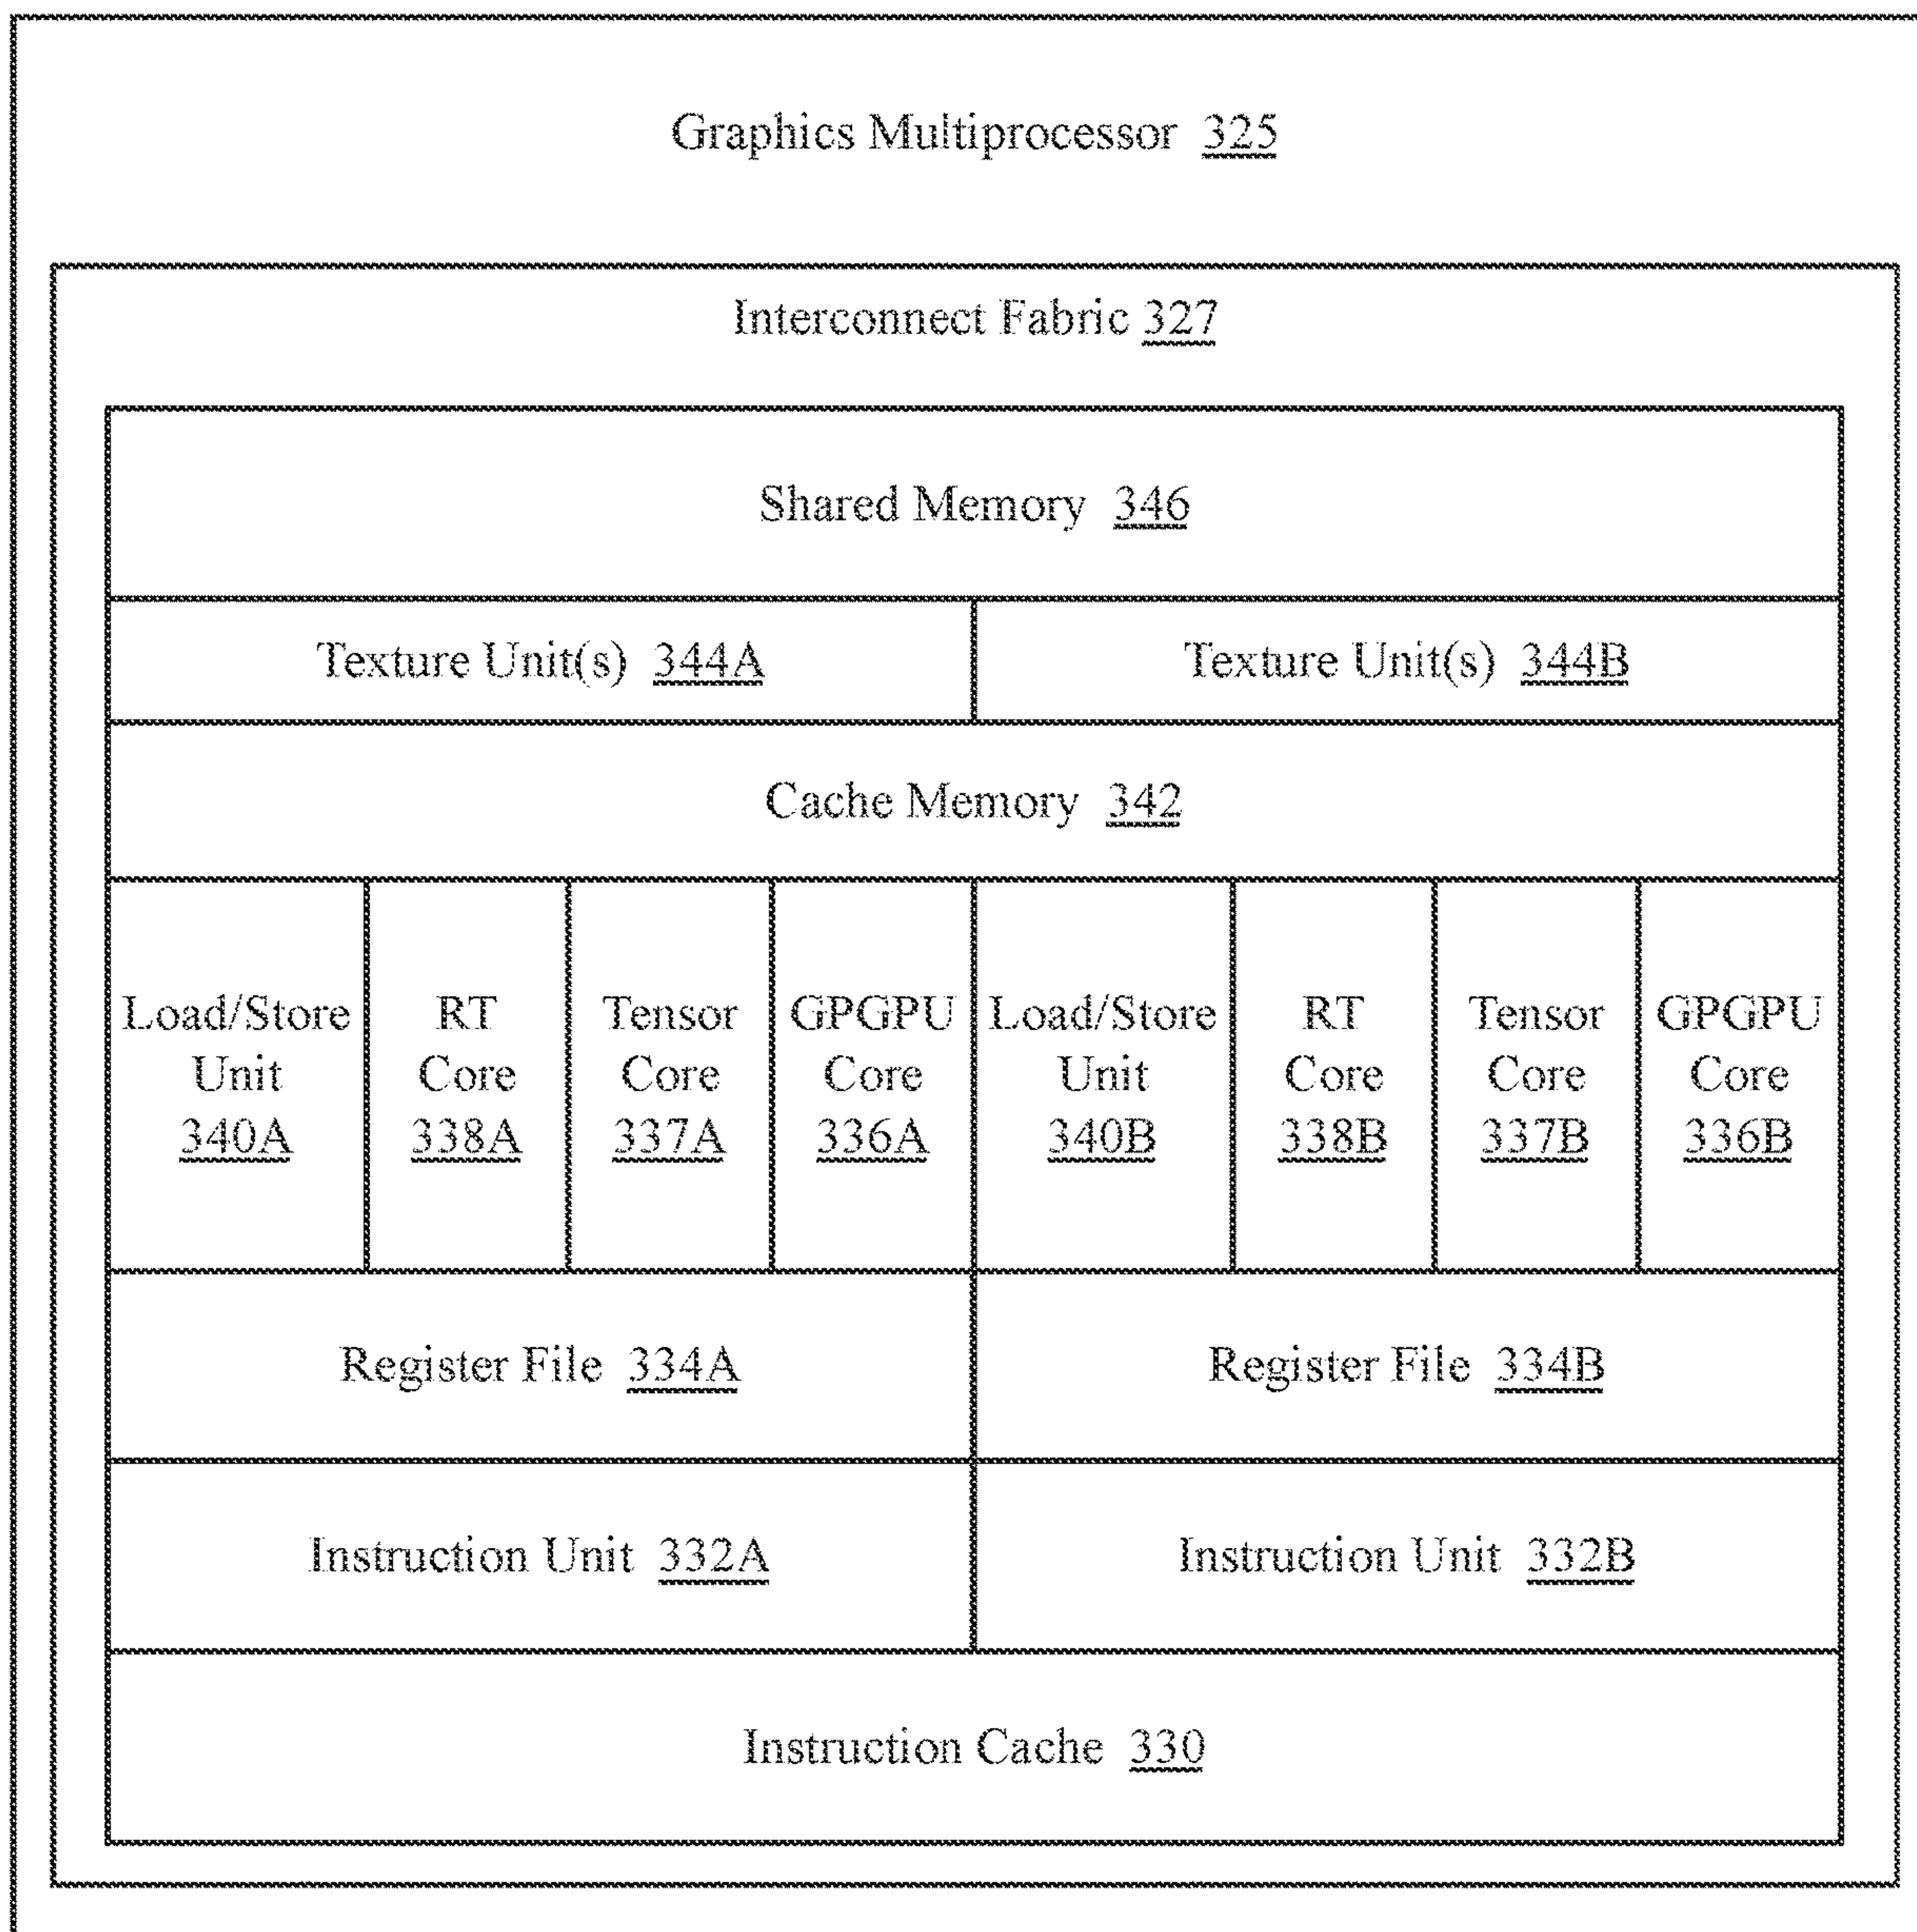 Graphics Multiprocessor 325
Interconnect Fabric 327
Shared Memory 346
Texture Unit(s) 344A
Texture Unit(s) 344B
Cache Memory 342
Load/Store
Unit
340A
RT
Core
338A
Tensor
Core
337A
GPGPU
Core
336A
Load/Store
Unit
340B
RT
Core
338B
Tensor
Core
337B
GPGPU
Core
336B
Register File 334A
Register File 334B
Instruction Unit 332A
Instruction Unit 332B
Instruction Cache 330